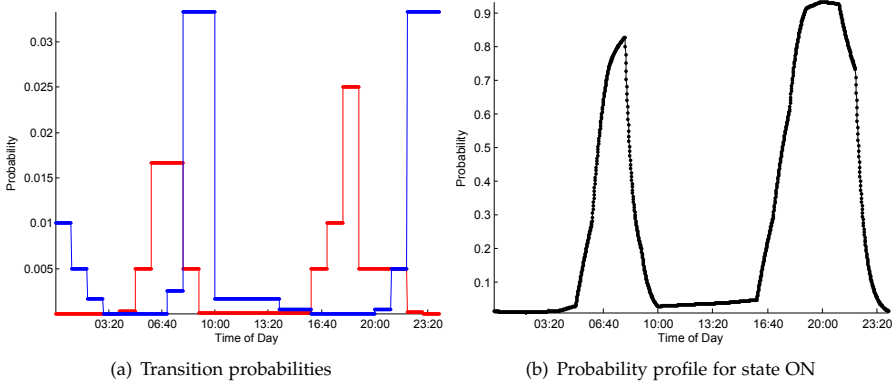 0.03
0.025
0.02
0.015
0.01
0.005
Probability
03:20 06:40 10:00 13:20 16:40 20:00 23:20
Time of Day
(a) Transition probabilities
0.9
0.8
0.7
0.6
0.5
0.4
0.3
0.2
0.1
Probability
03:20 06:40 10:00 13:20 16:40 20:00 23:20
Time of Day
(b) Probability profile for state ON